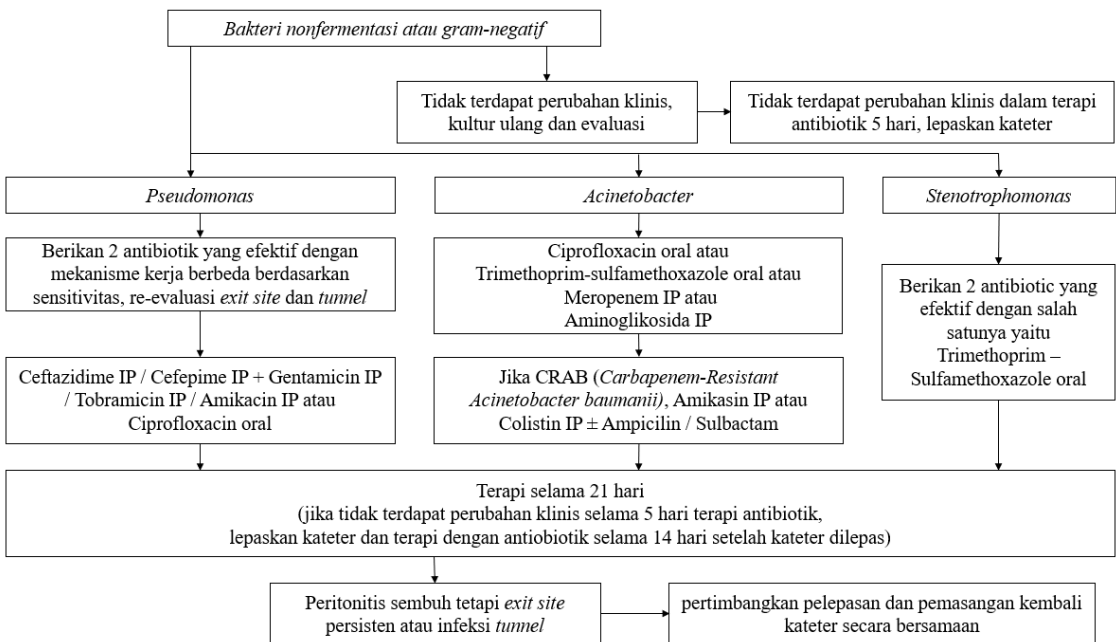 Bakteri nonfermentasi atau gram-negatif
Tidak terdapat perubahan klinis,
kultur ulang dan evaluasi
Tidak terdapat perubahan klinis dalam terapi
antibiotik 5 hari, lepaskan kateter
Pseudomonas
Acinetobacter
Stenotrophomonas
Berikan 2 antibiotik yang efektif dengan
mekanisme kerja berbeda berdasarkan
sensitivitas, re-evaluasi exit site dan tunnel
Ciprofloxacin oral atau
Trimethoprim-sulfamethoxazole oral atau
Meropenem IP atau
Aminoglikosida IP
Berikan 2 antibiotic yang
efektif dengan salah
satunya yaitu
Trimethoprim –
Sulfamethoxazole oral
Ceftazidime IP / Cefepime IP + Gentamicin IP
/ Tobramicin IP / Amikacin IP atau
Ciprofloxacin oral
Jika CRAB (Carbapenem-Resistant
Acinetobacter baumanii), Amikasin IP atau
Colistin IP ± Ampicilin / Sulbactam
Terapi selama 21 hari
(jika tidak terdapat perubahan klinis selama 5 hari terapi antibiotik,
lepaskan kateter dan terapi dengan antiobiotik selama 14 hari setelah kateter dilepas)
Peritonitis sembuh tetapi exit site
persisten atau infeksi tunnel
pertimbangkan pelepasan dan pemasangan kembali
kateter secara bersamaan